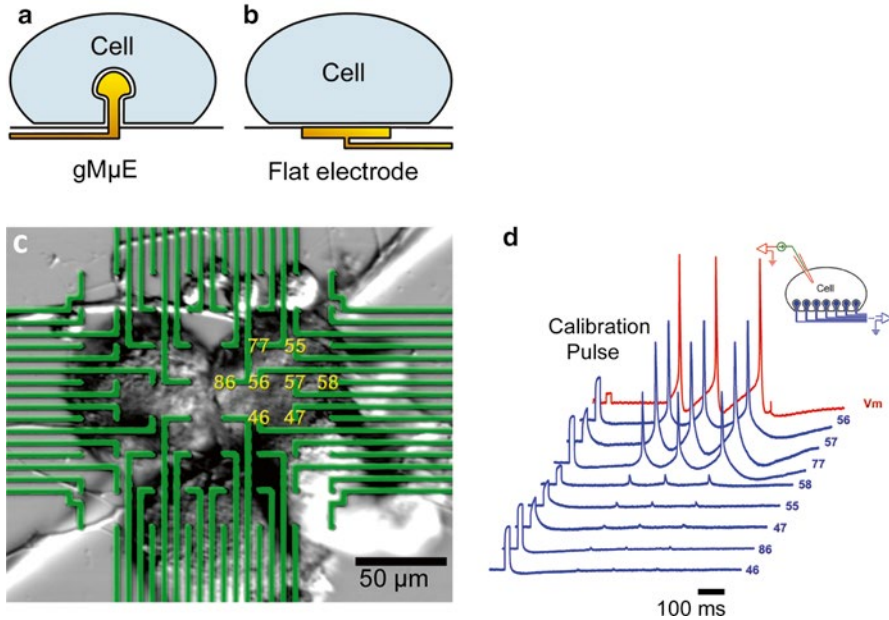 a
b
Cell
Cell
gMµE
Flat electrode
c
77 55
86 56 57 58
46 47
50 µm
d
Cell
Calibration
Pulse
Vm
56
57
77
58
55
47
86
46
100 ms